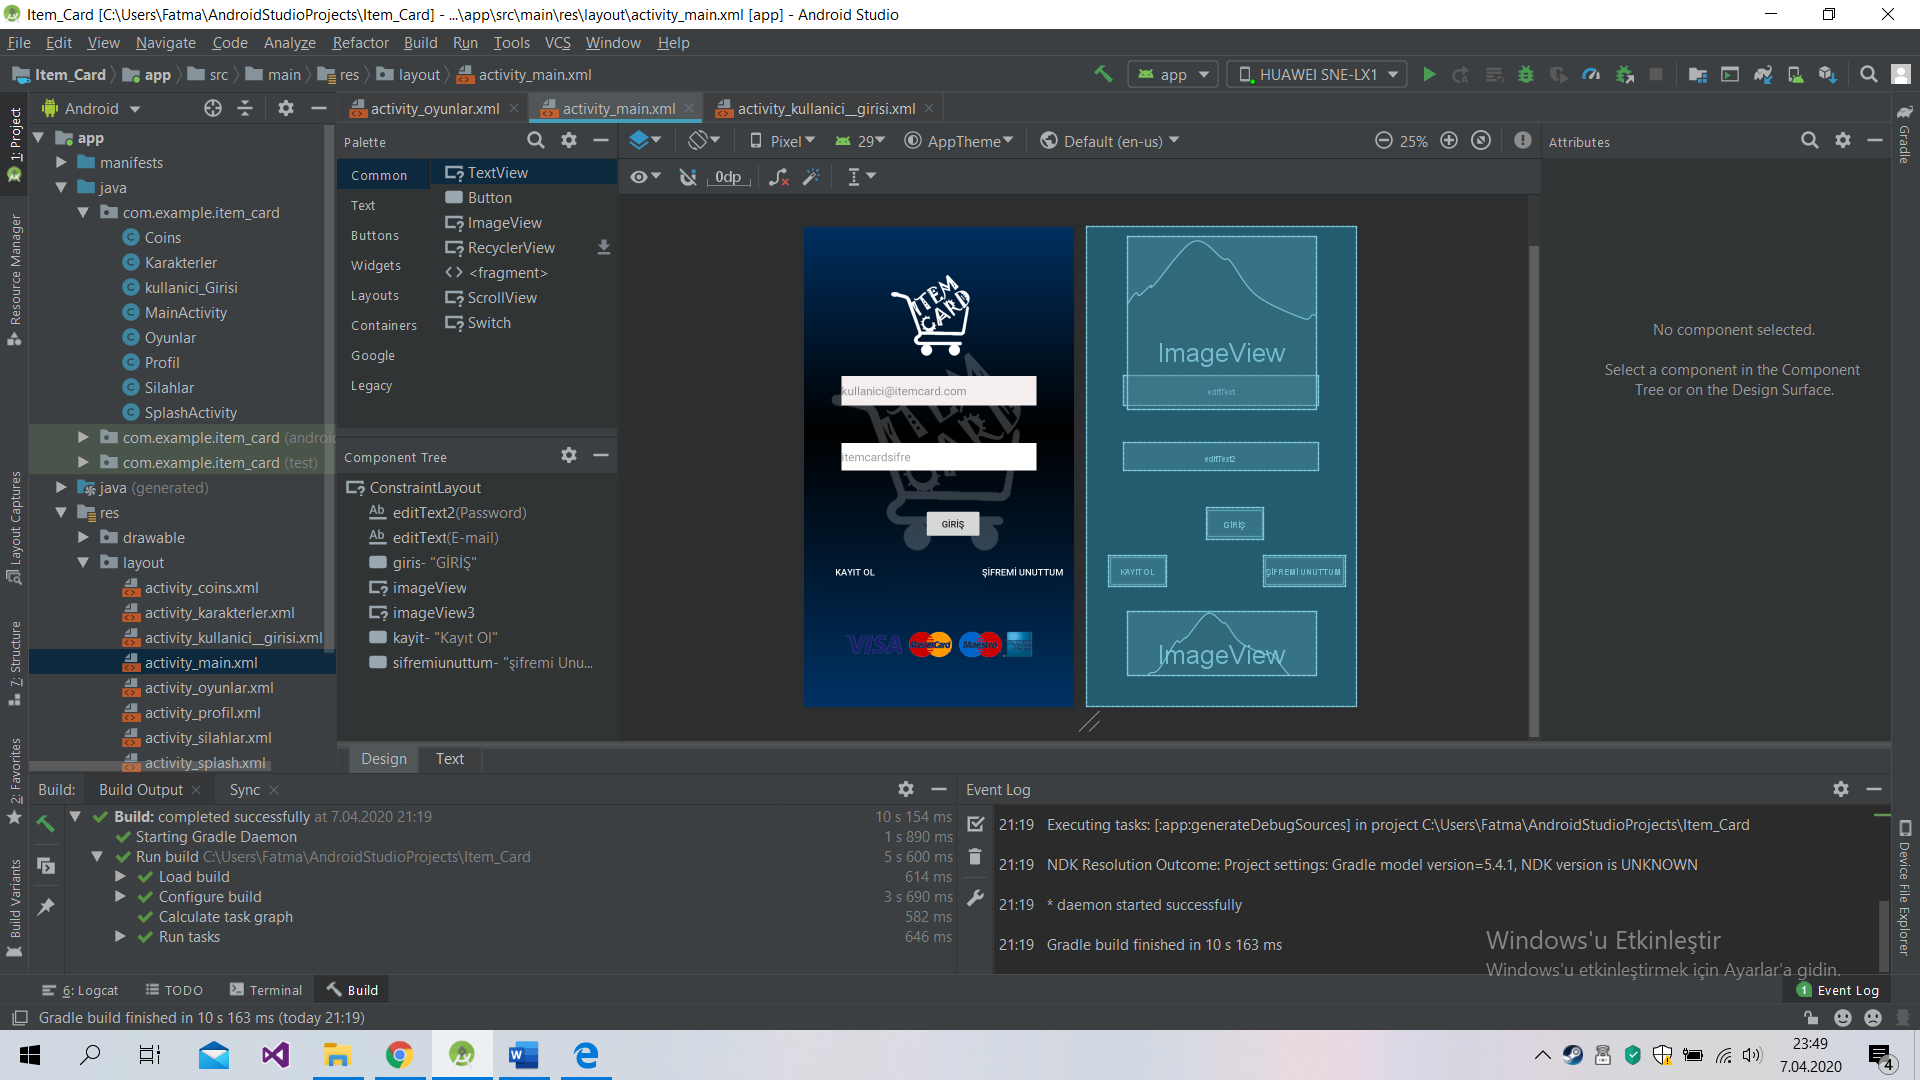 Item_Card [C:\Users\Fatma\AndroidStudioProjects\Item_Card] - ...\app\src\main\res\layout\activity_main.xml [app] - Android Studio
File Edit View Navigate Code Analyze Refactor Build Run Tools VCS Window Help
Item_Card app src main res layout activity_main.xml
app HUAWEI SNE-LX1
Android
activity_oyunlar.xml activity_main.xml activity_kullanici__girisi.xml
1: Project
Resource Manager
Layout Captures
7: Structure
2: Favorites
Build Variants
app
manifests
java
com.example.item_card
Coins
Karakterler
kullanici_Girisi
MainActivity
Oyunlar
Profil
Silahlar
SplashActivity
com.example.item_card (androi
com.example.item_card (test)
java (generated)
res
drawable
layout
activity_coins.xml
activity_karakterler.xml
activity_kullanici__girisi.xml
activity_main.xml
activity_oyunlar.xml
activity_profil.xml
activity_silahlar.xml
activity_splash.xml
Palette
Common
Text
Buttons
Widgets
Layouts
Containers
Google
Legacy
TextView
Button
ImageView
RecyclerView
<fragment>
ScrollView
Switch
Component Tree
ConstraintLayout
Ab editText2(Password)
Ab editText(E-mail)
giris- "GİRİŞ"
imageView
imageView3
kayit- "Kayıt Ol"
sifremiunuttum- "şifremi Unu...
Pixel 29 AppTheme Default (en-us) 25%
0dp
ITEM
CARD
kullanici@itemcard.com
ITEM
CARD
itemcardsifre
GİRİŞ
KAYIT OL ŞİFREMİ UNUTTUM
VISA MasterCard Maestro
ImageView
editText
editText2
GİRİŞ
KAYIT OL ŞİFREMİ UNUTTUM
ImageView
Attributes
No component selected.
Select a component in the Component
Tree or on the Design Surface.
Gradle
Device File Explorer
Design Text
Build: Build Output Sync
Build: completed successfully at 7.04.2020 21:19 10 s 154 ms
Starting Gradle Daemon 1 s 890 ms
Run build C:\Users\Fatma\AndroidStudioProjects\Item_Card 5 s 600 ms
Load build 614 ms
Configure build 3 s 690 ms
Calculate task graph 582 ms
Run tasks 646 ms
Event Log
21:19 Executing tasks: [:app:generateDebugSources] in project C:\Users\Fatma\AndroidStudioProjects\Item_Card
21:19 NDK Resolution Outcome: Project settings: Gradle model version=5.4.1, NDK version is UNKNOWN
21:19 * daemon started successfully
21:19 Gradle build finished in 10 s 163 ms
Windows'u Etkinleştir
Windows'u etkinleştirmek için Ayarlar'a gidin.
6: Logcat TODO Terminal Build 1 Event Log
Gradle build finished in 10 s 163 ms (today 21:19)
23:49
7.04.2020
4